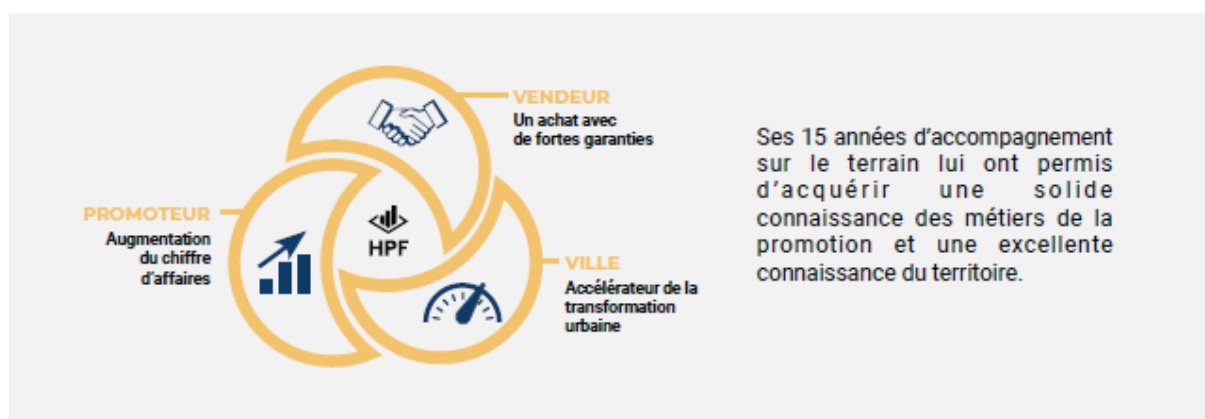 VENDEUR
Un achat avec
de fortes garanties
PROMOTEUR
Augmentation
du chiffre
d'affaires
HPF
VILLE
Accélérateur de la
transformation
urbaine
Ses 15 années d'accompagnement
sur le terrain lui ont permis
d'acquérir une solide
connaissance des métiers de la
promotion et une excellente
connaissance du territoire.